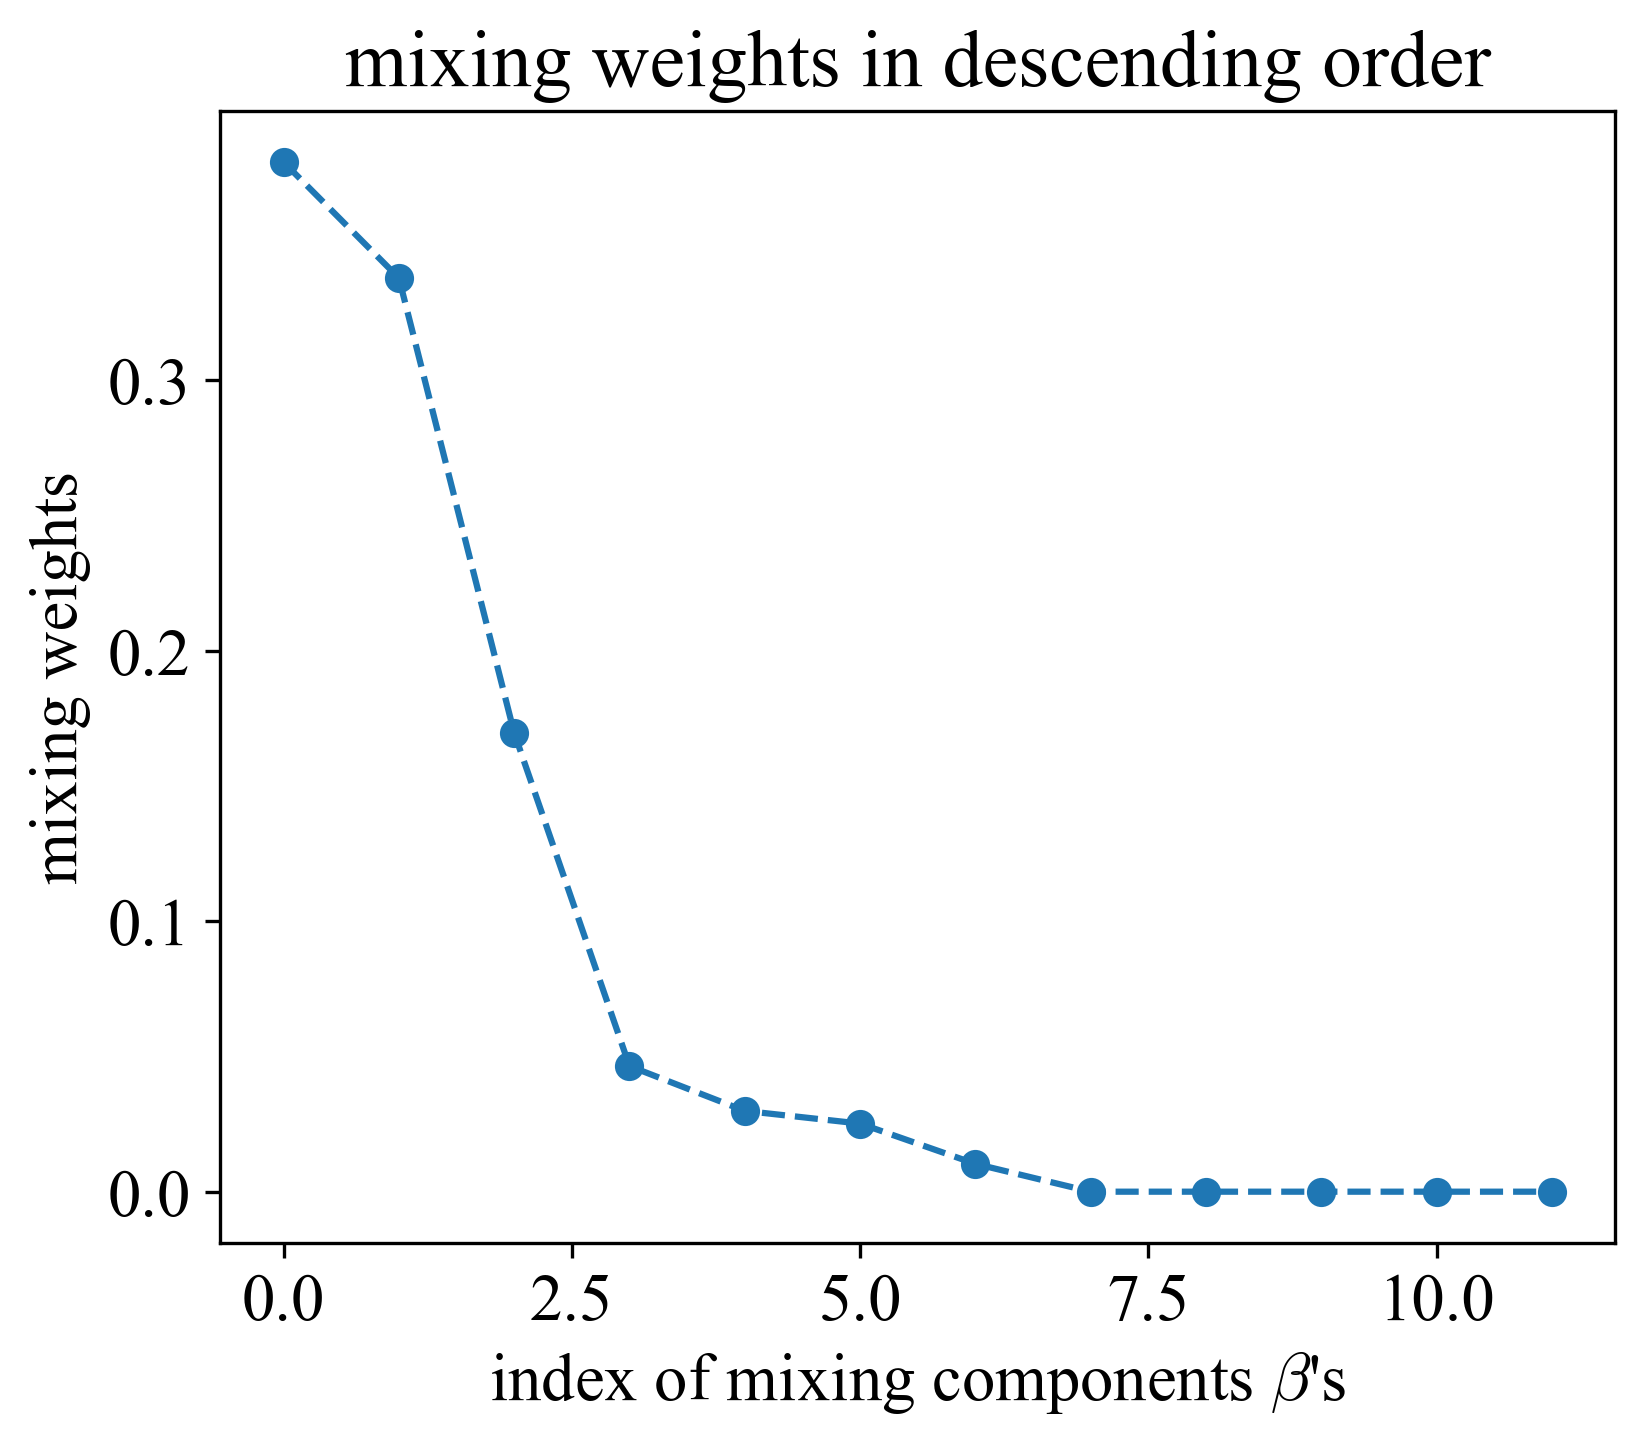 mixing weights in descending order
mixing weights
0.3
0.2
0.1
0.0
0.0 2.5 5.0 7.5 10.0
index of mixing components β's